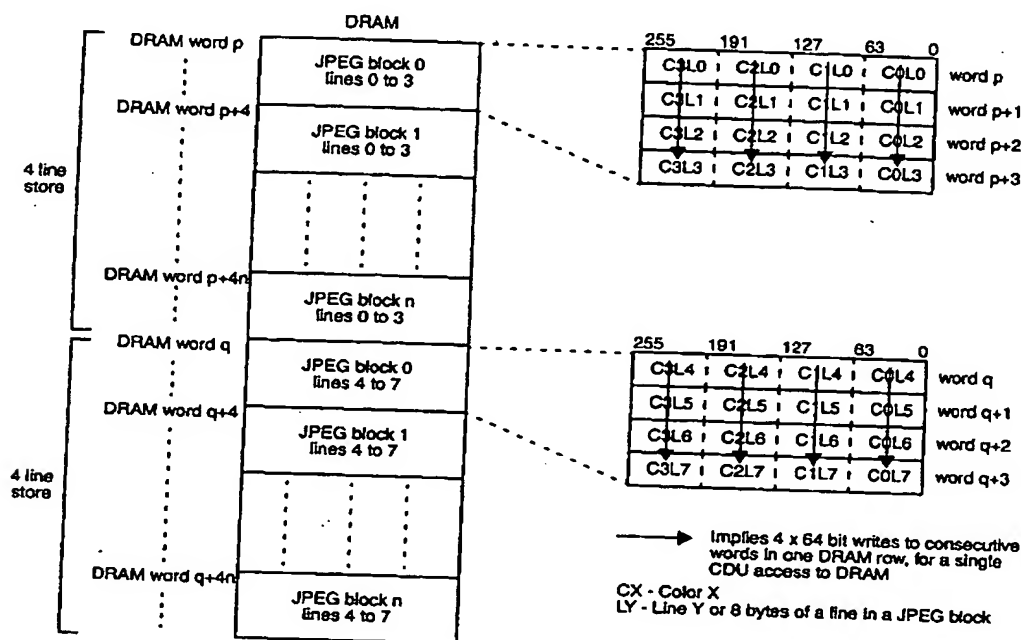 DRAM
DRAM word p
JPEG block 0
lines 0 to 3
DRAM word p+4
JPEG block 1
lines 0 to 3
4 line
store
DRAM word p+4n
JPEG block n
lines 0 to 3
DRAM word q
JPEG block 0
lines 4 to 7
DRAM word q+4
JPEG block 1
lines 4 to 7
4 line
store
DRAM word q+4n
JPEG block n
lines 4 to 7
255 191 127 63 0
C3L0 C2L0 C1L0 C0L0 word p
C3L1 C2L1 C1L1 C0L1 word p+1
C3L2 C2L2 C1L2 C0L2 word p+2
C3L3 C2L3 C1L3 C0L3 word p+3
255 191 127 63 0
C3L4 C2L4 C1L4 C0L4 word q
C3L5 C2L5 C1L5 C0L5 word q+1
C3L6 C2L6 C1L6 C0L6 word q+2
C3L7 C2L7 C1L7 C0L7 word q+3
Implies 4 x 64 bit writes to consecutive
words in one DRAM row, for a single
CDU access to DRAM
CX - Color X
LY - Line Y or 8 bytes of a line in a JPEG block